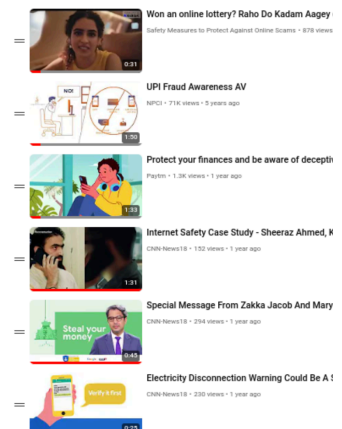 Won an online lottery? Raho Do Kadam Aagey
Safety Measures to Protect Against Online Scams • 878 views
0:31
UPI Fraud Awareness AV
NPCI • 71K views • 5 years ago
NO!
1:50
Protect your finances and be aware of decepti
Paytm • 1.3K views • 1 year ago
1:33
Internet Safety Case Study - Sheeraz Ahmed, K
CNN-News18 • 152 views • 1 year ago
1:31
Special Message From Zakka Jacob And Mary
CNN-News18 • 294 views • 1 year ago
Steal your
money
0:45
Electricity Disconnection Warning Could Be A S
CNN-News18 • 230 views • 1 year ago
Verify it First
0:25